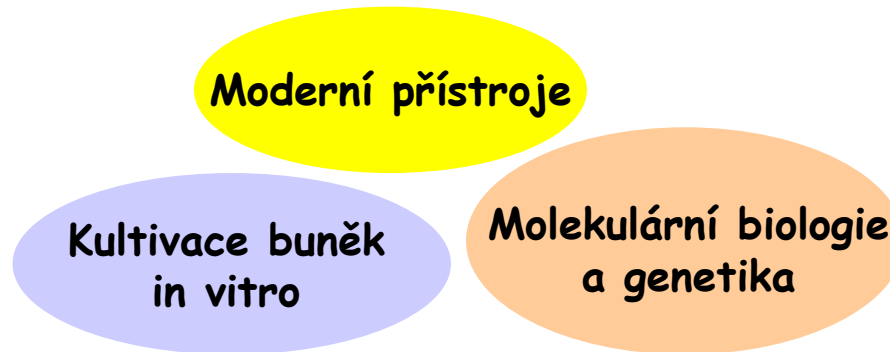 Moderní přístroje
Kultivace buněk
in vitro
Molekulární biologie
a genetika